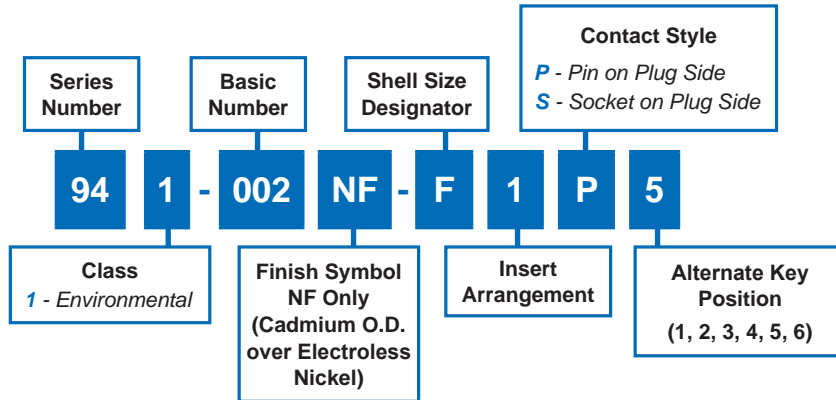 Contact Style
P - Pin on Plug Side
S - Socket on Plug Side
Series
Number
Basic
Number
Shell Size
Designator
94 1 - 002 NF - F 1 P 5
Class
1 - Environmental
Finish Symbol
NF Only
(Cadmium O.D.
over Electroless
Nickel)
Insert
Arrangement
Alternate Key
Position
(1, 2, 3, 4, 5, 6)